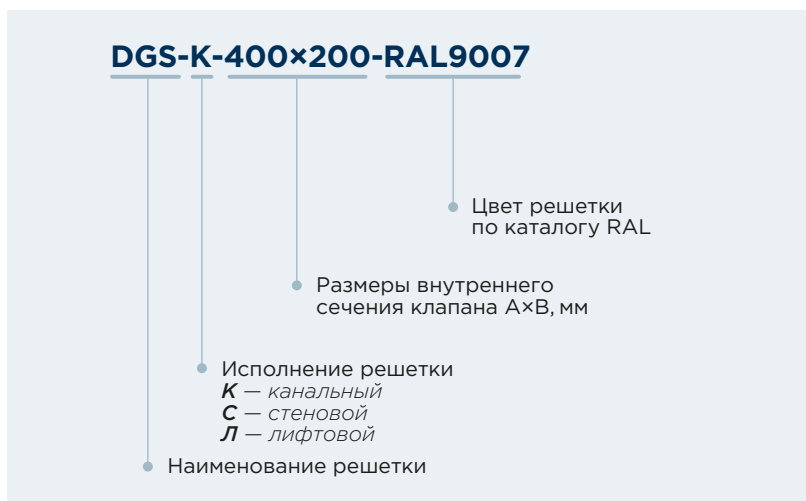 DGS-K-400×200-RAL9007
Цвет решетки
по каталогу RAL
Размеры внутреннего
сечения клапана A×B, мм
Исполнение решетки
К — канальный
С — стеновой
Л — лифтовой
Наименование решетки